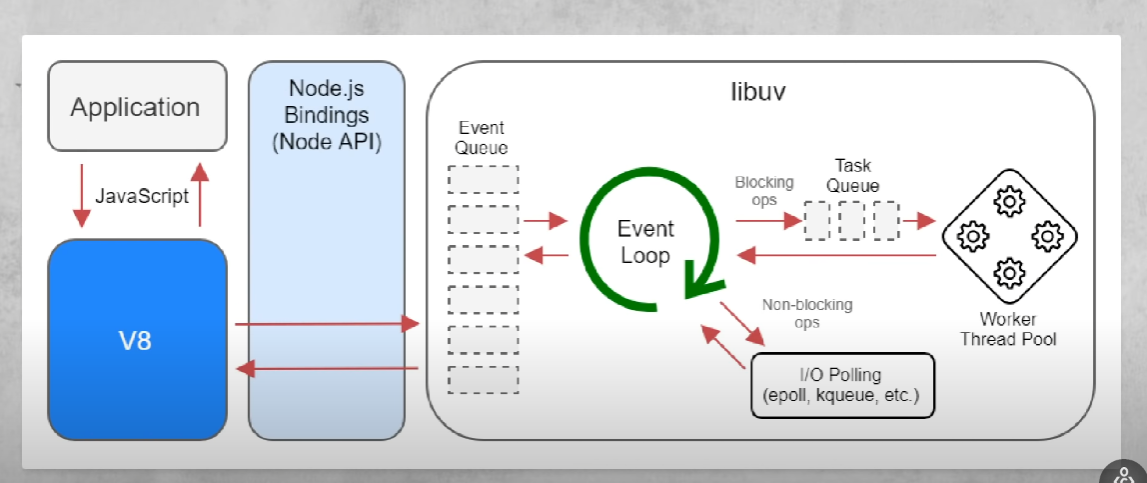 Application
JavaScript
V8
Node.js
Bindings
(Node API)
libuv
Event
Queue
Event
Loop
Blocking
ops
Task
Queue
Worker
Thread Pool
Non-blocking
ops
I/O Polling
(epoll, kqueue, etc.)